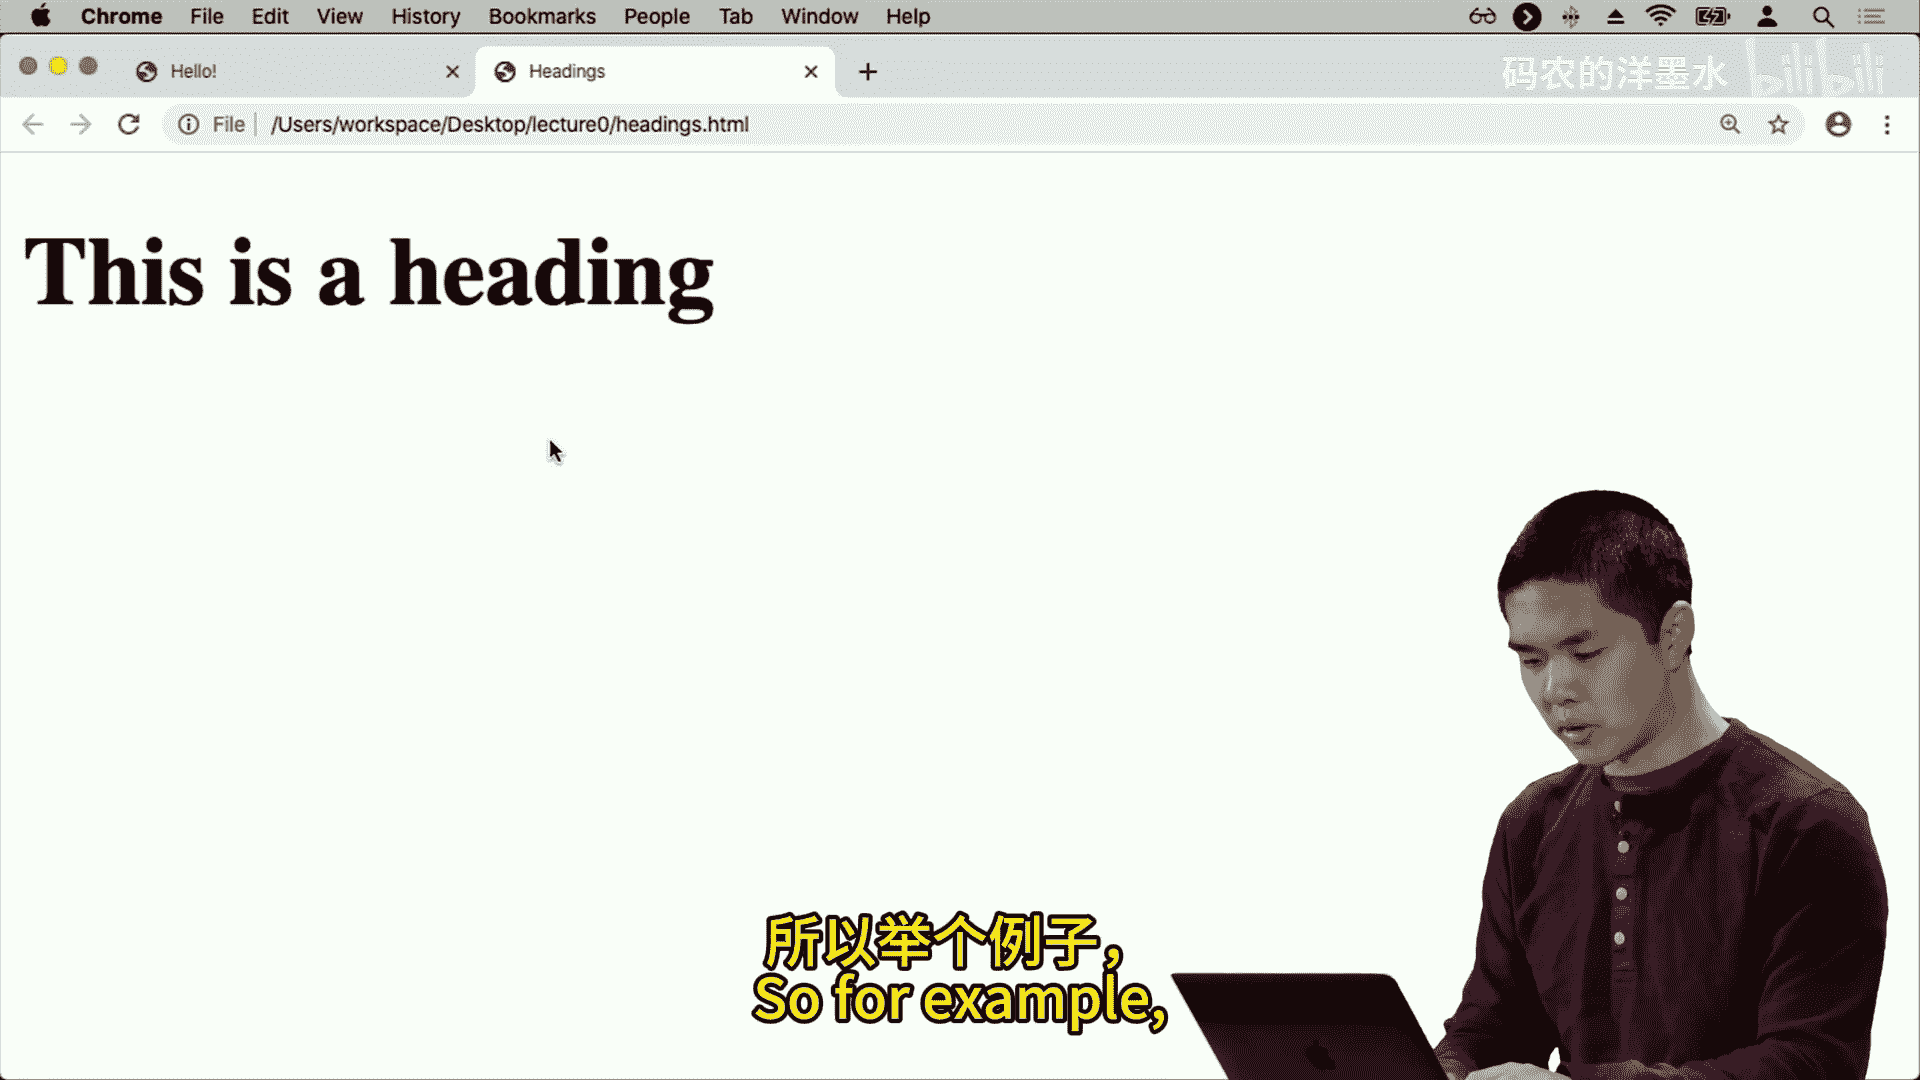 Chrome File Edit View History Bookmarks People Tab Window Help
Hello! Headings
码农的洋墨水 bilibili
File /Users/workspace/Desktop/lecture0/headings.html
This is a heading
所以举个例子，
So for example,